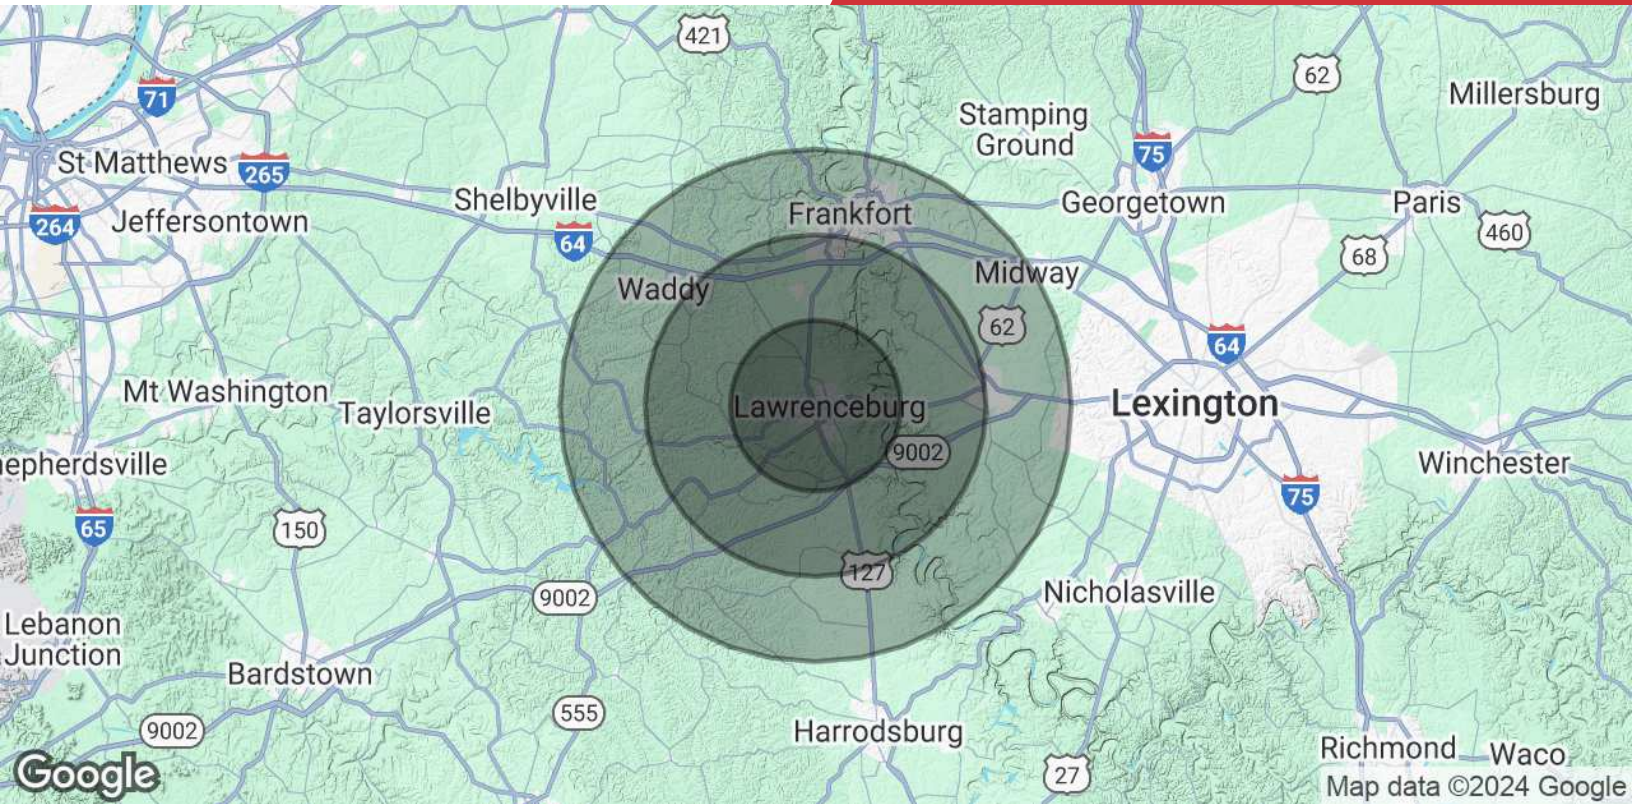 421
62
Millersburg
71
Stamping
Ground
75
St Matthews
265
Shelbyville
Georgetown
Paris
264
Jeffersontown
Frankfort
460
64
68
Waddy
Midway
62
64
Mt Washington
Taylorsville
Lawrenceburg
Lexington
9002
epherdsville
Winchester
65
150
75
127
9002
Nicholasville
Lebanon
Junction
Bardstown
555
9002
Harrodsburg
Richmond
Waco
Google
27
Map data ©2024 Google